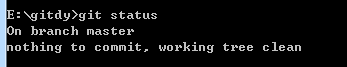 E:\gitdy>git status
On branch master
nothing to commit, working tree clean